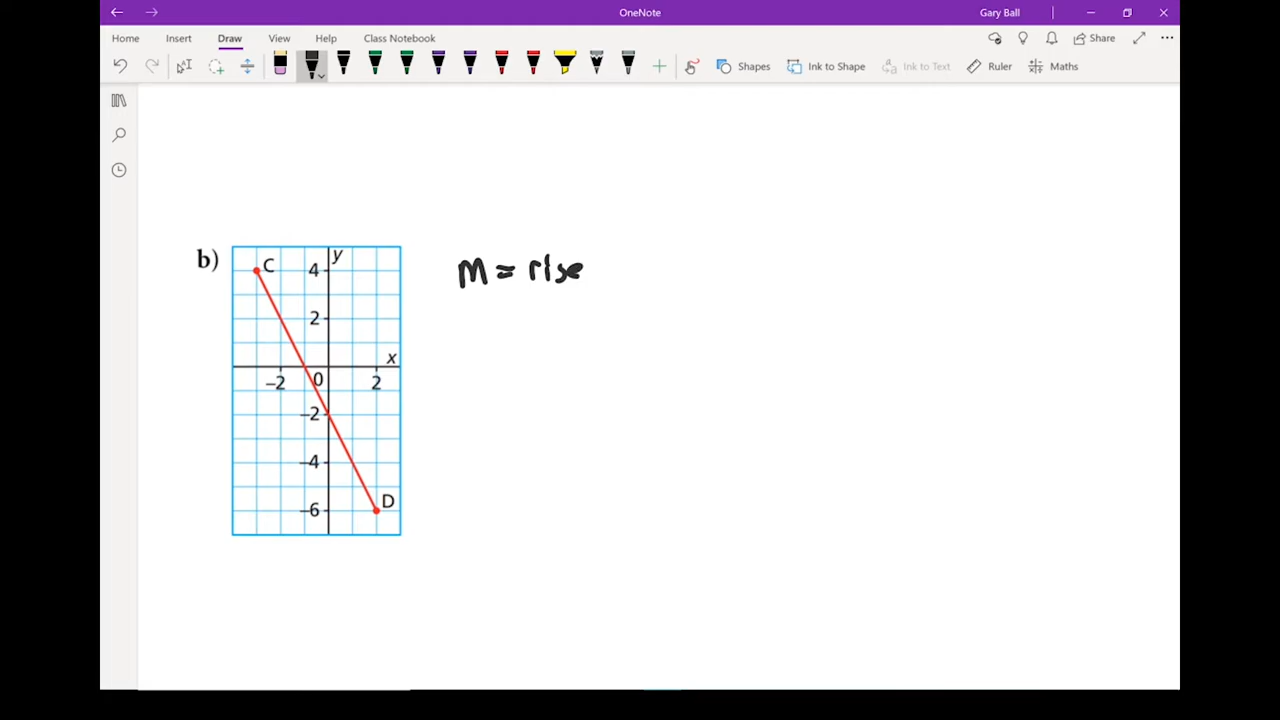 OneNote
Gary Ball
Home Insert Draw View Help Class Notebook
Share
Shapes Ink to Shape Ink to Text Ruler Maths
b)
y
C 4
m = rise
2
x
−2 0 2
−2
−4
D
−6